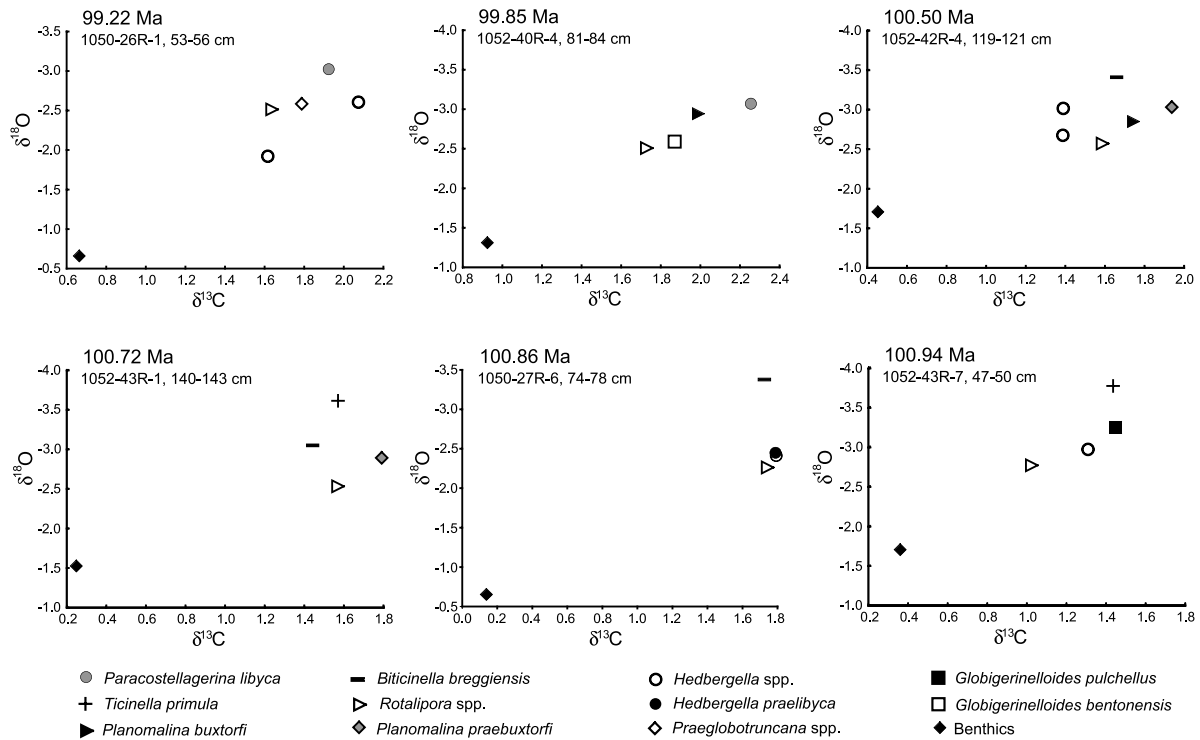 99.22 Ma
1050-26R-1, 53-56 cm
-3.5
-3.0
-2.5
-2.0
-1.5
-1.0
-0.5
δ18O
0.6 0.8 1.0 1.2 1.4 1.6 1.8 2.0 2.2
δ13C
99.85 Ma
1052-40R-4, 81-84 cm
-4.0
-3.5
-3.0
-2.5
-2.0
-1.5
-1.0
δ18O
0.8 1.0 1.2 1.4 1.6 1.8 2.0 2.2 2.4
δ13C
100.50 Ma
1052-42R-4, 119-121 cm
-4.0
-3.5
-3.0
-2.5
-2.0
-1.5
-1.0
δ18O
0.4 0.6 0.8 1.0 1.2 1.4 1.6 1.8 2.0
δ13C
100.72 Ma
1052-43R-1, 140-143 cm
-4.0
-3.5
-3.0
-2.5
-2.0
-1.5
-1.0
δ18O
0.2 0.4 0.6 0.8 1.0 1.2 1.4 1.6 1.8
δ13C
100.86 Ma
1050-27R-6, 74-78 cm
-3.5
-3.0
-2.5
-2.0
-1.5
-1.0
-0.5
δ18O
0.0 0.2 0.4 0.6 0.8 1.0 1.2 1.4 1.6 1.8
δ13C
100.94 Ma
1052-43R-7, 47-50 cm
-4.0
-3.5
-3.0
-2.5
-2.0
-1.5
-1.0
δ18O
0.2 0.4 0.6 0.8 1.0 1.2 1.4 1.6 1.8
δ13C
Paracostellagerina libyca
Biticinella breggiensis
Hedbergella spp.
Globigerinelloides pulchellus
Ticinella primula
Rotalipora spp.
Hedbergella praelibyca
Globigerinelloides bentonensis
Planomalina buxtorfi
Planomalina praebuxtorfi
Praeglobotruncana spp.
Benthics